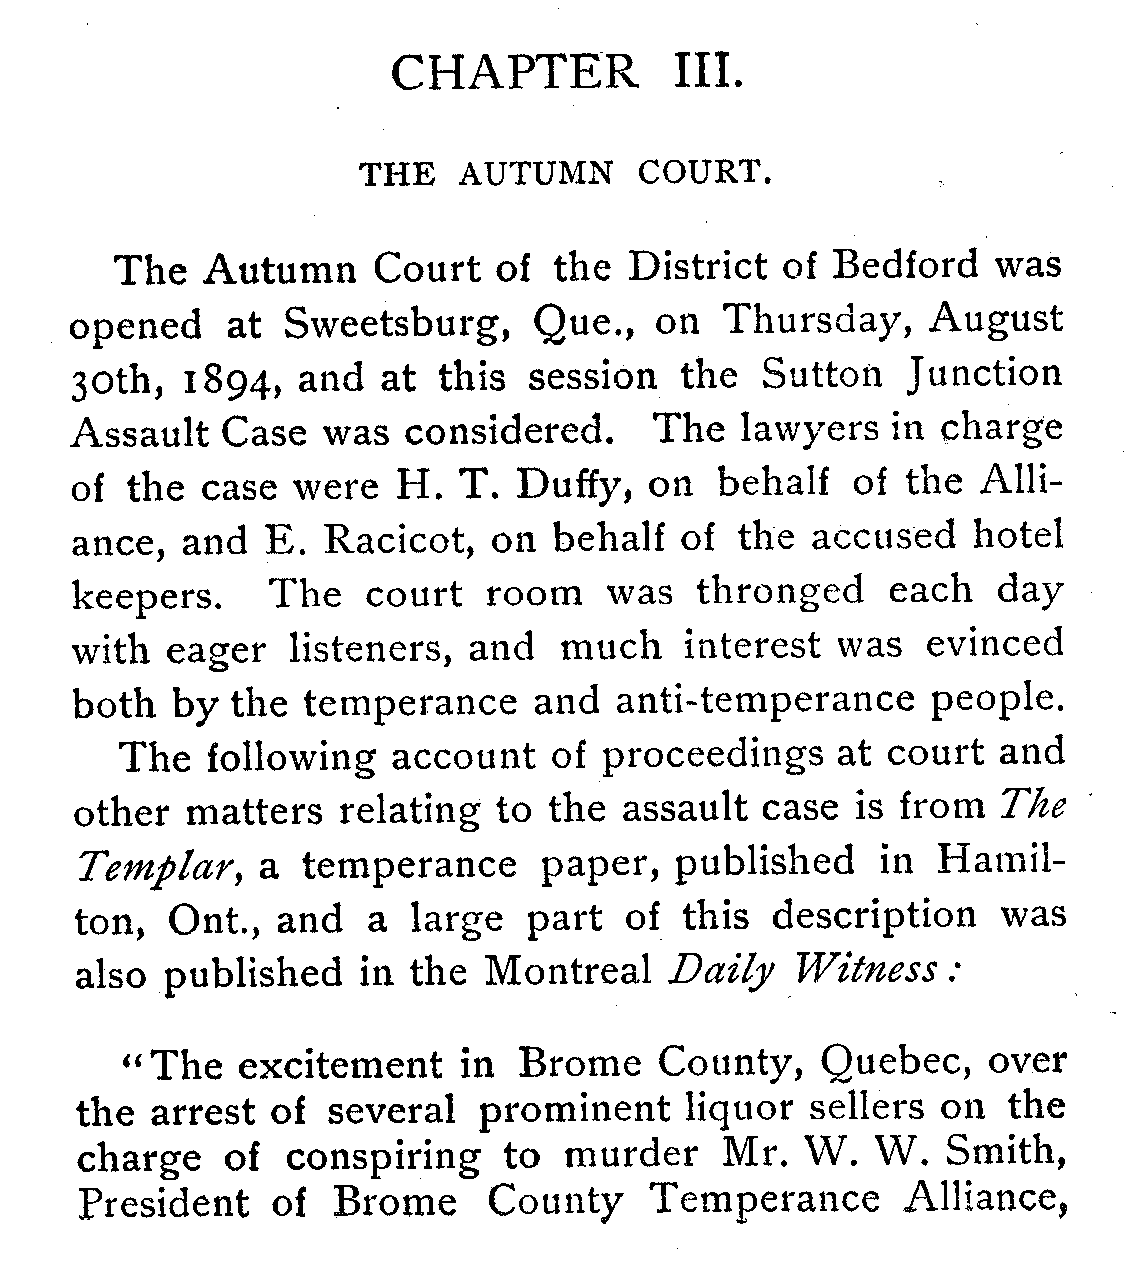 CHAPTER III.
THE AUTUMN COURT.
The Autumn Court of the District of Bedford was
opened at Sweetsburg, Que., on Thursday, August
30th, 1894, and at this session the Sutton Junction
Assault Case was considered. The lawyers in charge
of the case were H. T. Duffy, on behalf of the Alli-
ance, and E. Racicot, on behalf of the accused hotel
keepers. The court room was thronged each day
with eager listeners, and much interest was evinced
both by the temperance and anti-temperance people.
The following account of proceedings at court and
other matters relating to the assault case is from The
Templar, a temperance paper, published in Hamil-
ton, Ont., and a large part of this description was
also published in the Montreal Daily Witness :
“The excitement in Brome County, Quebec, over
the arrest of several prominent liquor sellers on the
charge of conspiring to murder Mr. W. W. Smith,
President of Brome County Temperance Alliance,